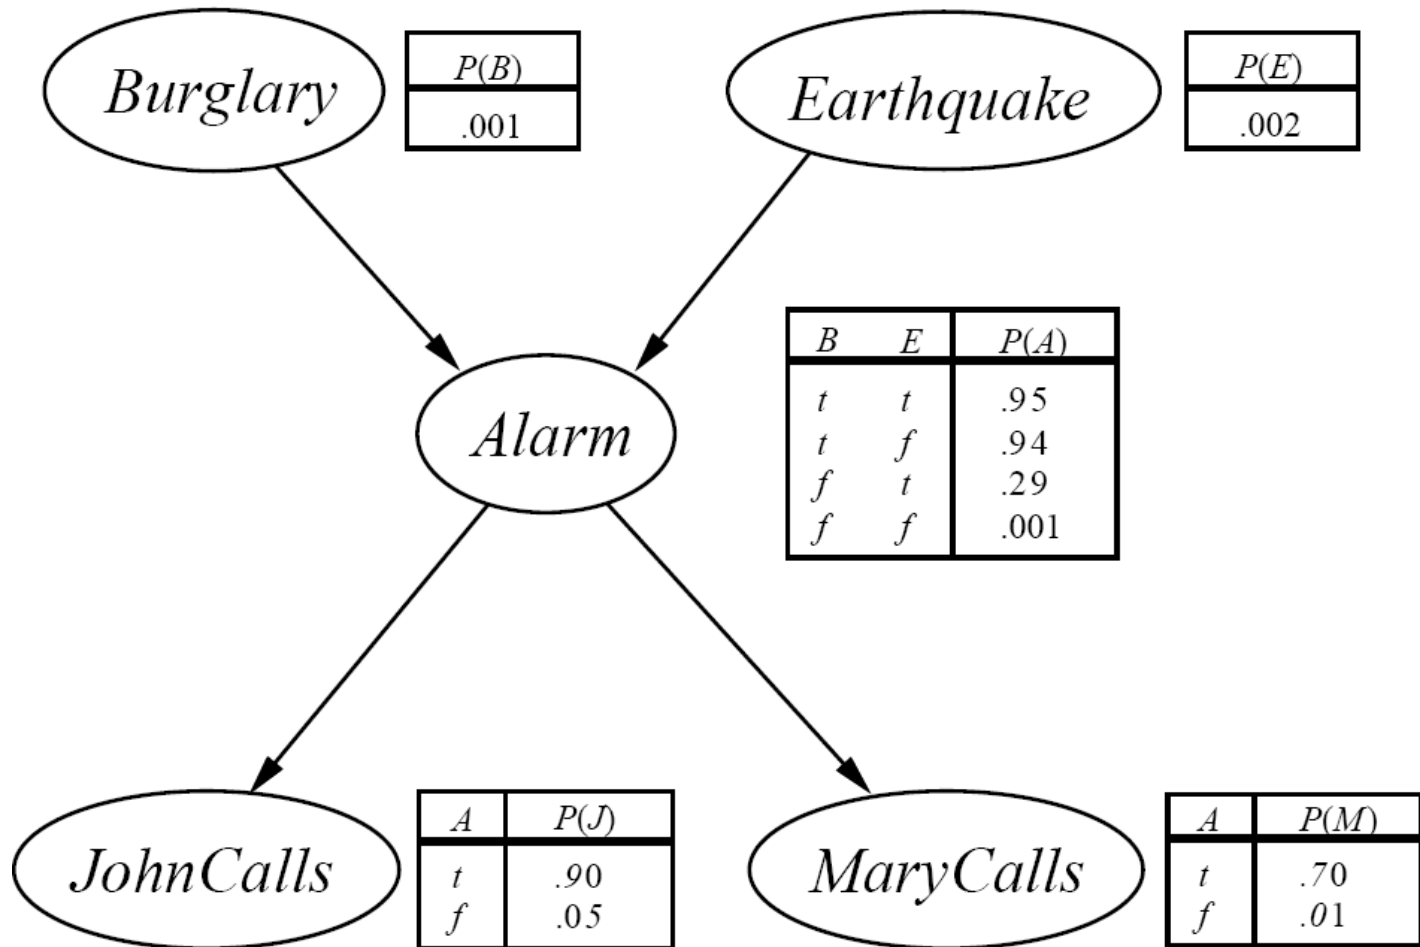 Burglary
P(B)
.001
Earthquake
P(E)
.002
Alarm
B E P(A)
t t .95
t f .94
f t .29
f f .001
JohnCalls
A P(J)
t .90
f .05
MaryCalls
A P(M)
t .70
f .01